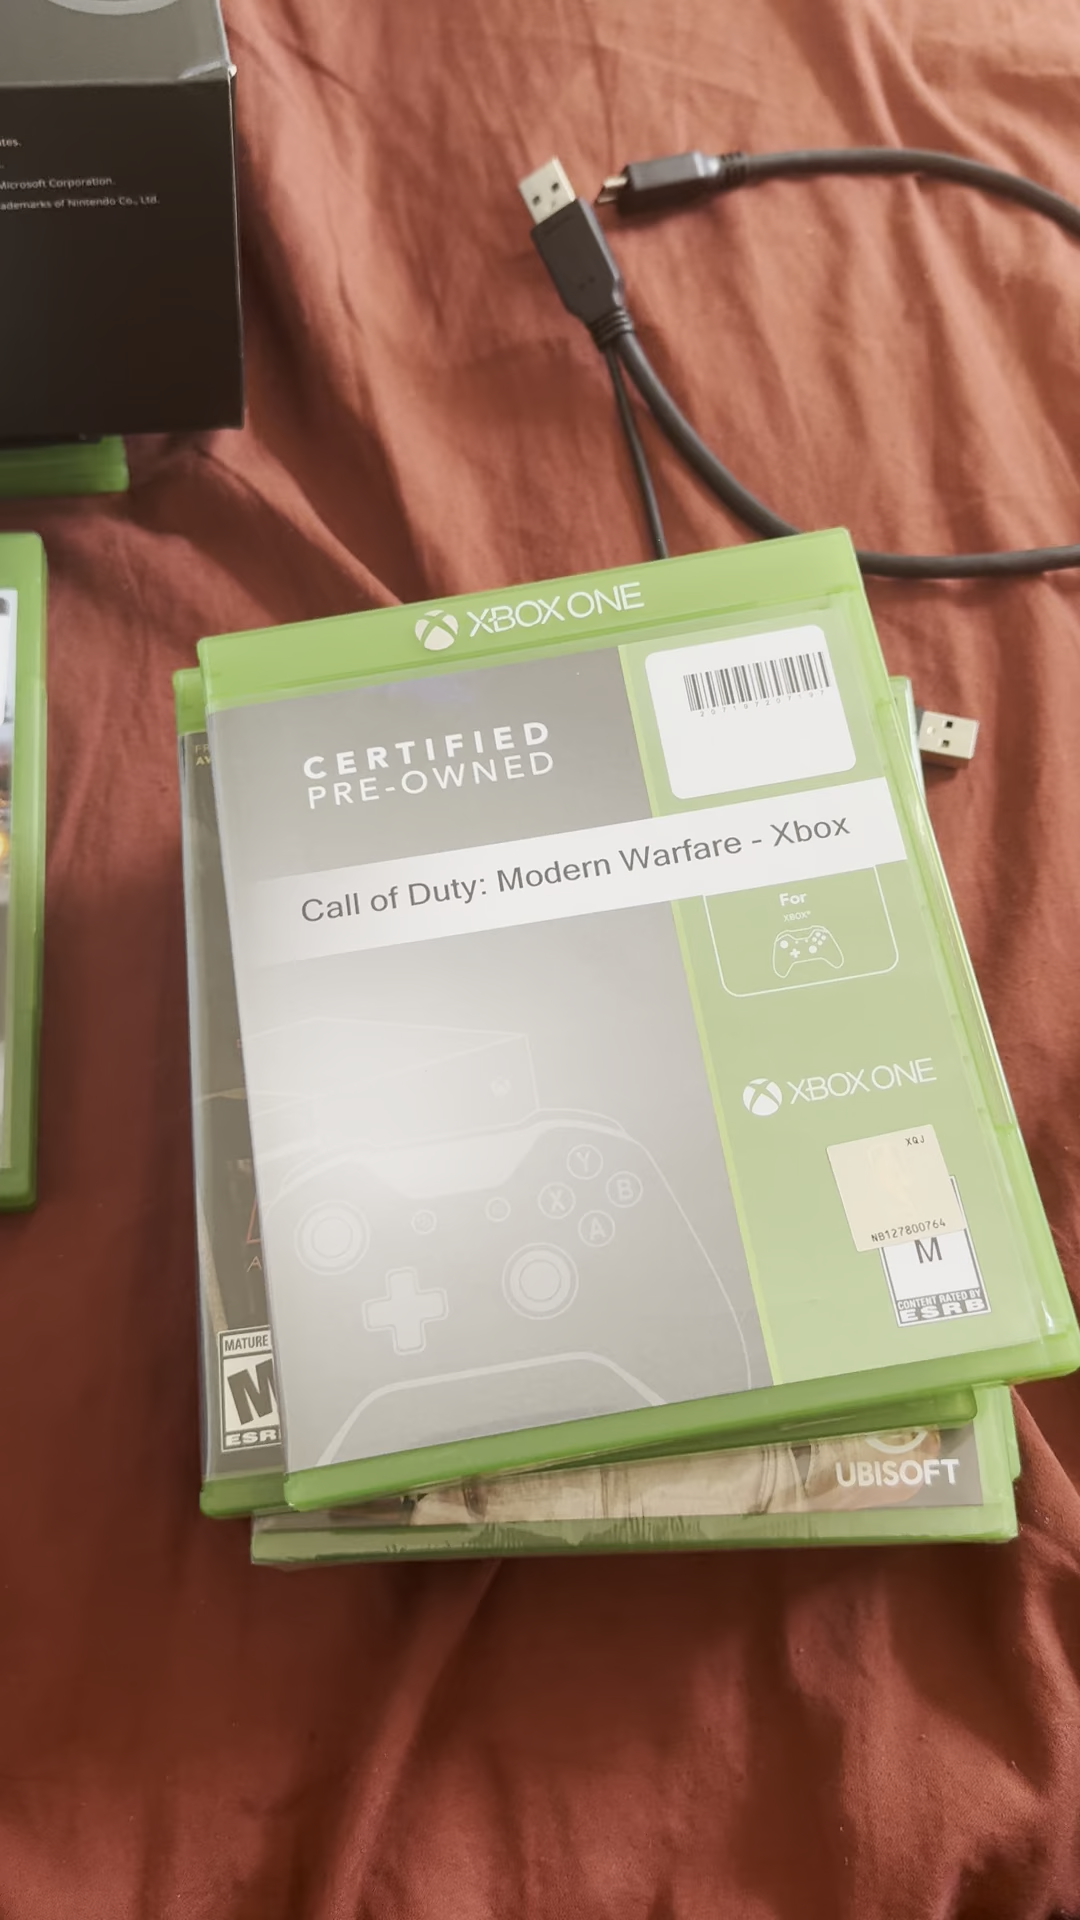 Microsoft Corporation.
of Nintendo Co., Ltd.
XBOX ONE
CERTIFIED
PRE-OWNED
Call of Duty: Modern Warfare - Xbox
For
XBOX
XBOX ONE
Y
X
B
A
XQJ
NB127800764
M
CONTENT RATED BY
ESRB
MATURE
M
ESR
UBISOFT